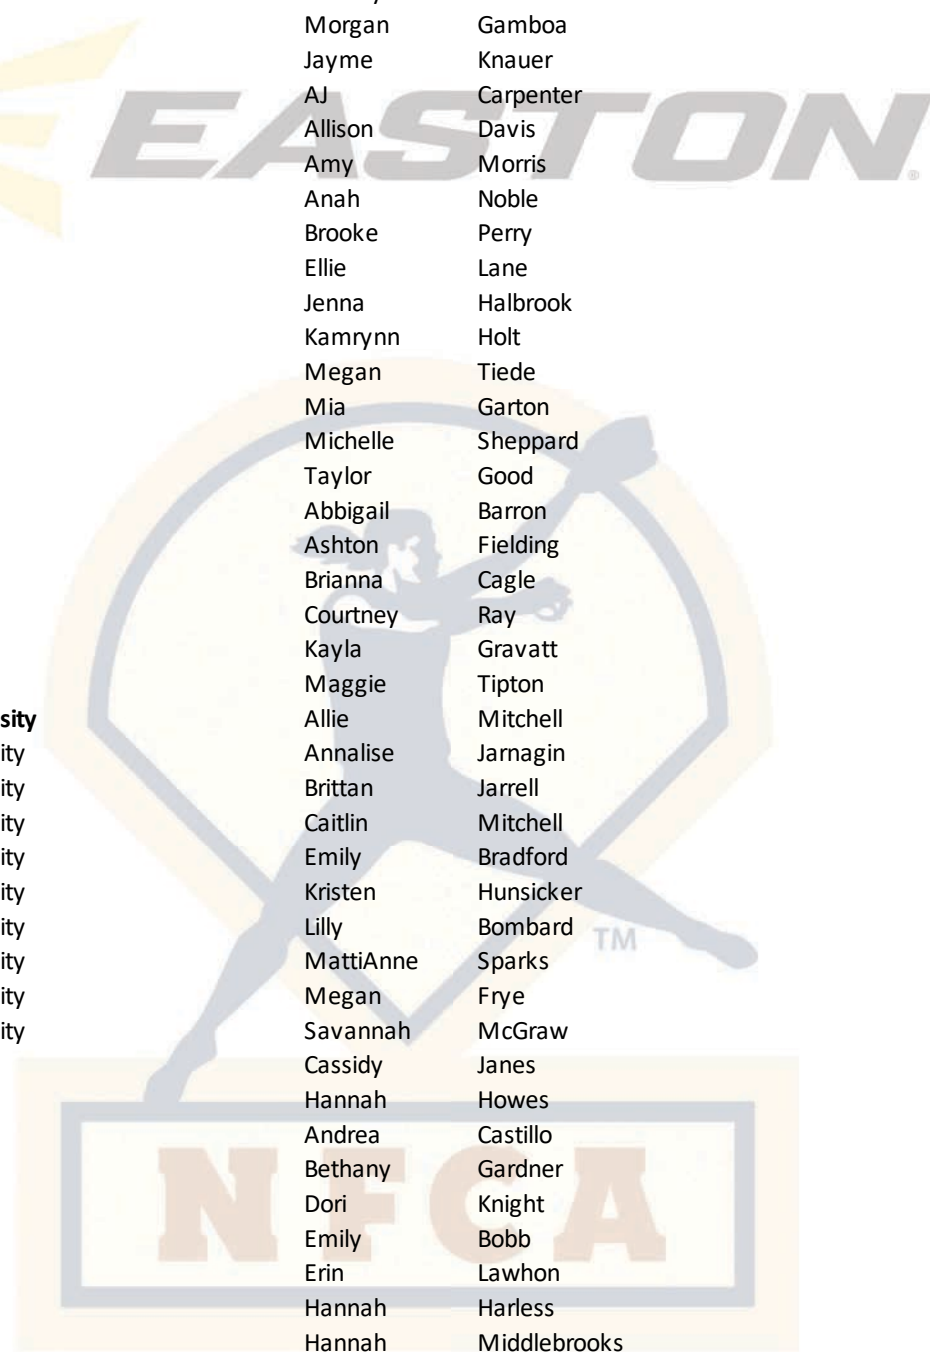 Morgan Gamboa
Jayme Knauer
AJ Carpenter
EASTON®
Allison Davis
Amy Morris
Anah Noble
Brooke Perry
Ellie Lane
Jenna Halbrook
Kamrynn Holt
Megan Tiede
Mia Garton
Michelle Sheppard
Taylor Good
Abbigail Barron
Ashton Fielding
Brianna Cagle
Courtney Ray
Kayla Gravatt
Maggie Tipton
sity Allie Mitchell
ity Annalise Jarnagin
ity Brittan Jarrell
ity Caitlin Mitchell
ity Emily Bradford
ity Kristen Hunsicker
ity Lilly Bombard
TM
ity MattiAnne Sparks
ity Megan Frye
ity Savannah McGraw
Cassidy Janes
Hannah Howes
Andrea Castillo
Bethany Gardner
Dori Knight
NFCA
Emily Bobb
Erin Lawhon
Hannah Harless
Hannah Middlebrooks